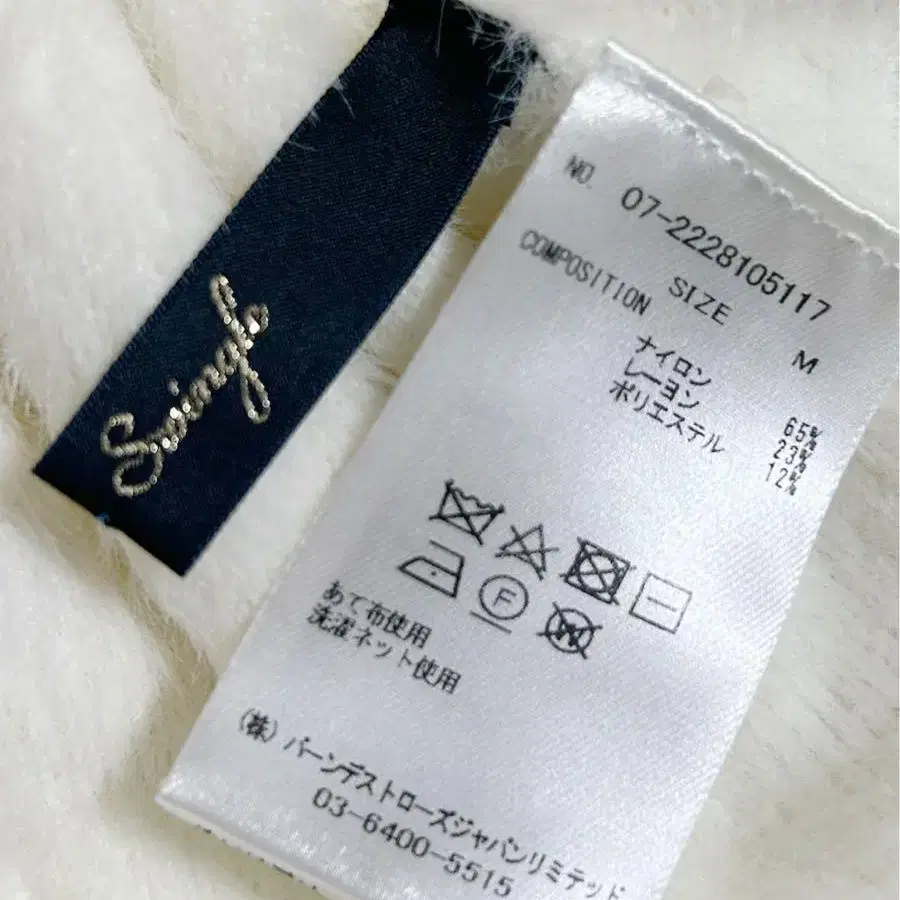 Swingle
NO. 07-2228105117
SIZE M
COMPOSITION
ナイロン 65%
レーヨン 23%
ポリエステル 12%
F
W
あて布使用
洗濯ネット使用
(株) バーンデストローズジャパンリミテッド
03-6400-5515